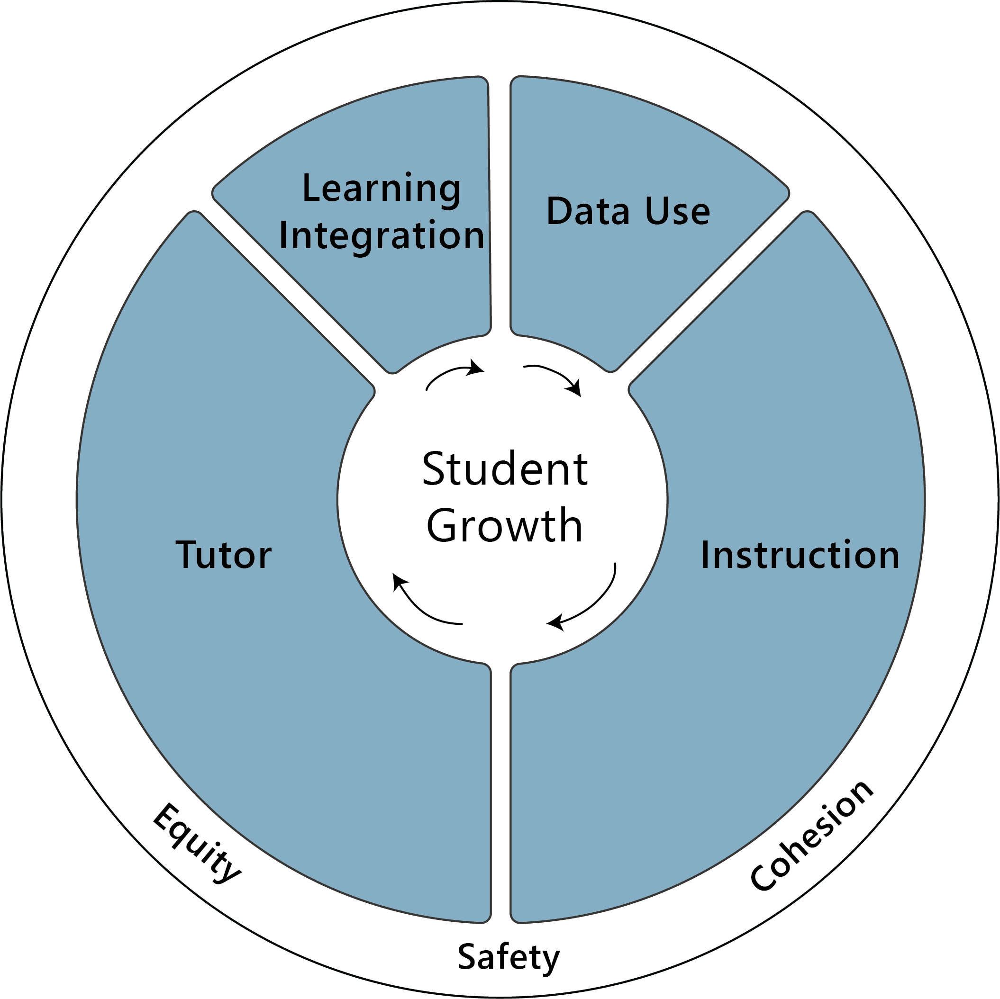 Learning
Integration
Data Use
Student
Growth
Tutor
Instruction
Equity
Safety
Cohesion